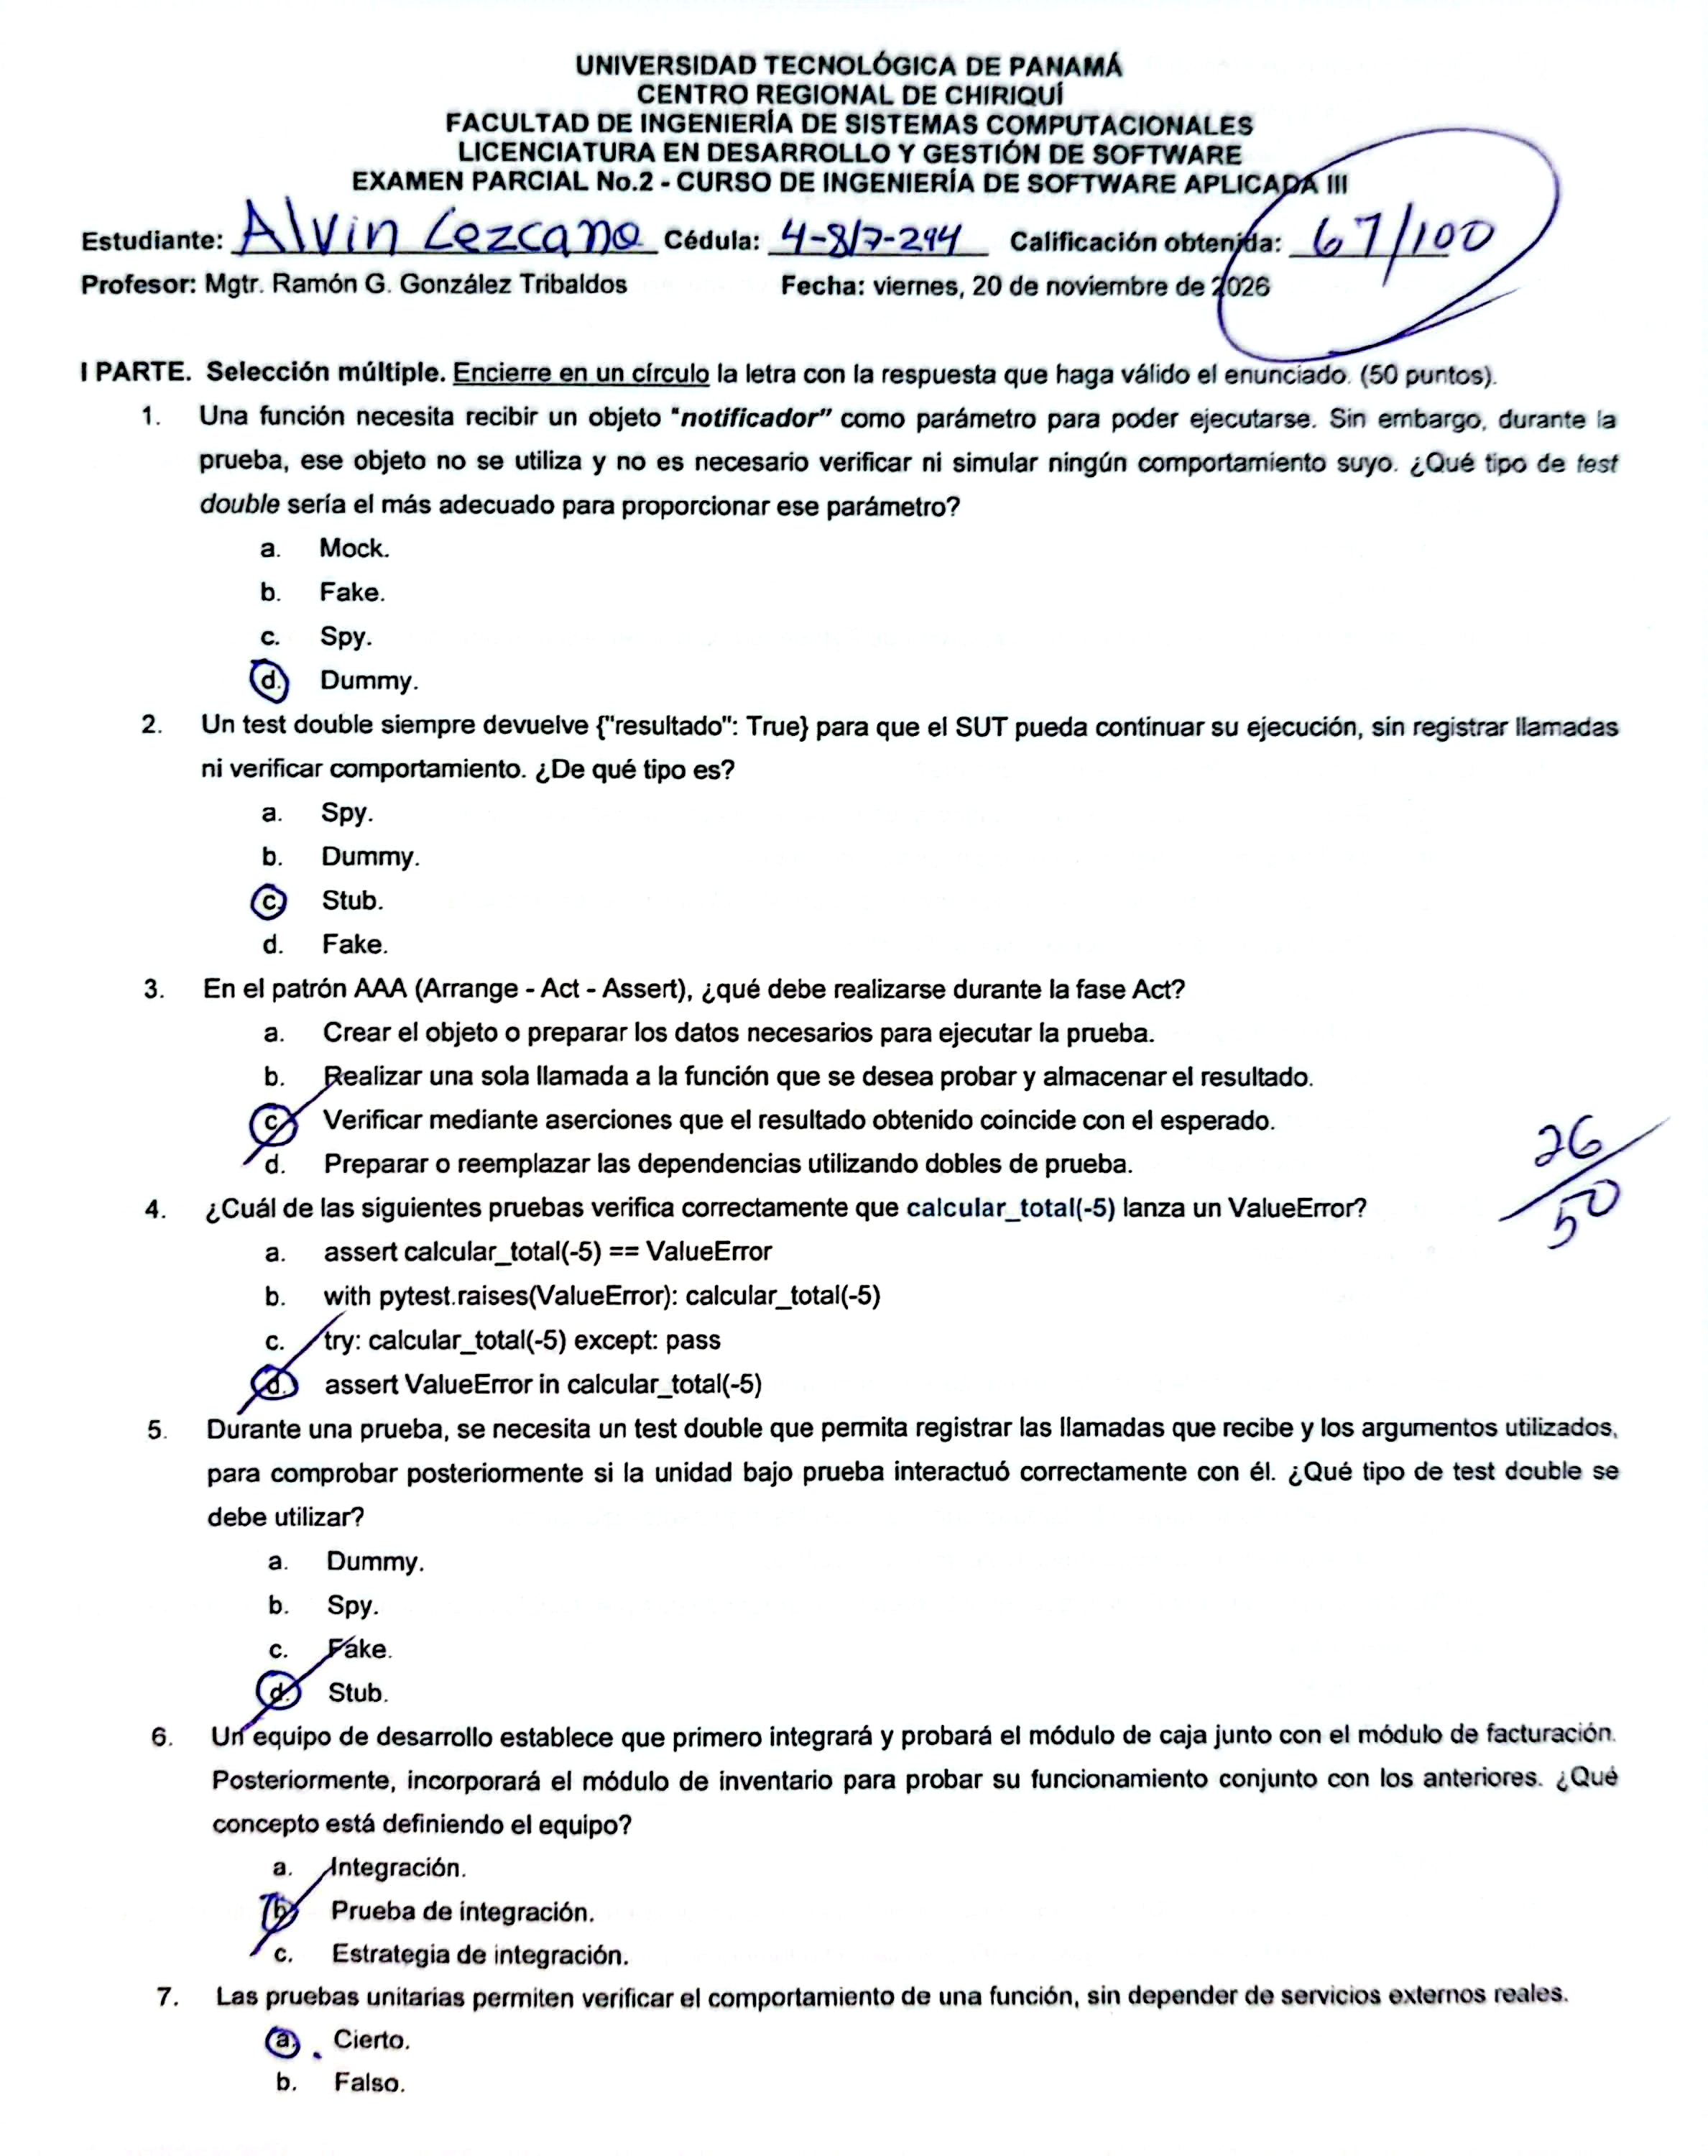 UNIVERSIDAD TECNOLÓGICA DE PANAMÁ
CENTRO REGIONAL DE CHIRIQUÍ
FACULTAD DE INGENIERÍA DE SISTEMAS COMPUTACIONALES
LICENCIATURA EN DESARROLLO Y GESTIÓN DE SOFTWARE
EXAMEN PARCIAL No.2 - CURSO DE INGENIERÍA DE SOFTWARE APLICADA III
Estudiante: Alvin Lezcano Cédula: 4-817-294 Calificación obtenida: 67/100
Profesor: Mgtr. Ramón G. González Tribaldos Fecha: viernes, 20 de noviembre de 2026
I PARTE. Selección múltiple. Encierre en un círculo la letra con la respuesta que haga válido el enunciado. (50 puntos).
1. Una función necesita recibir un objeto "notificador" como parámetro para poder ejecutarse. Sin embargo, durante la
prueba, ese objeto no se utiliza y no es necesario verificar ni simular ningún comportamiento suyo. ¿Qué tipo de test
double sería el más adecuado para proporcionar ese parámetro?
a. Mock.
b. Fake.
c. Spy.
d. Dummy.
2. Un test double siempre devuelve {"resultado": True} para que el SUT pueda continuar su ejecución, sin registrar llamadas
ni verificar comportamiento. ¿De qué tipo es?
a. Spy.
b. Dummy.
c. Stub.
d. Fake.
3. En el patrón AAA (Arrange - Act - Assert), ¿qué debe realizarse durante la fase Act?
a. Crear el objeto o preparar los datos necesarios para ejecutar la prueba.
b. Realizar una sola llamada a la función que se desea probar y almacenar el resultado.
c. Verificar mediante aserciones que el resultado obtenido coincide con el esperado.
d. Preparar o reemplazar las dependencias utilizando dobles de prueba.
26/50
4. ¿Cuál de las siguientes pruebas verifica correctamente que calcular_total(-5) lanza un ValueError?
a. assert calcular_total(-5) == ValueError
b. with pytest.raises(ValueError): calcular_total(-5)
c. try: calcular_total(-5) except: pass
d. assert ValueError in calcular_total(-5)
5. Durante una prueba, se necesita un test double que permita registrar las llamadas que recibe y los argumentos utilizados,
para comprobar posteriormente si la unidad bajo prueba interactuó correctamente con él. ¿Qué tipo de test double se
debe utilizar?
a. Dummy.
b. Spy.
c. Fake.
d. Stub.
6. Un equipo de desarrollo establece que primero integrará y probará el módulo de caja junto con el módulo de facturación.
Posteriormente, incorporará el módulo de inventario para probar su funcionamiento conjunto con los anteriores. ¿Qué
concepto está definiendo el equipo?
a. Integración.
b. Prueba de integración.
c. Estrategia de integración.
7. Las pruebas unitarias permiten verificar el comportamiento de una función, sin depender de servicios externos reales.
a. Cierto.
b. Falso.